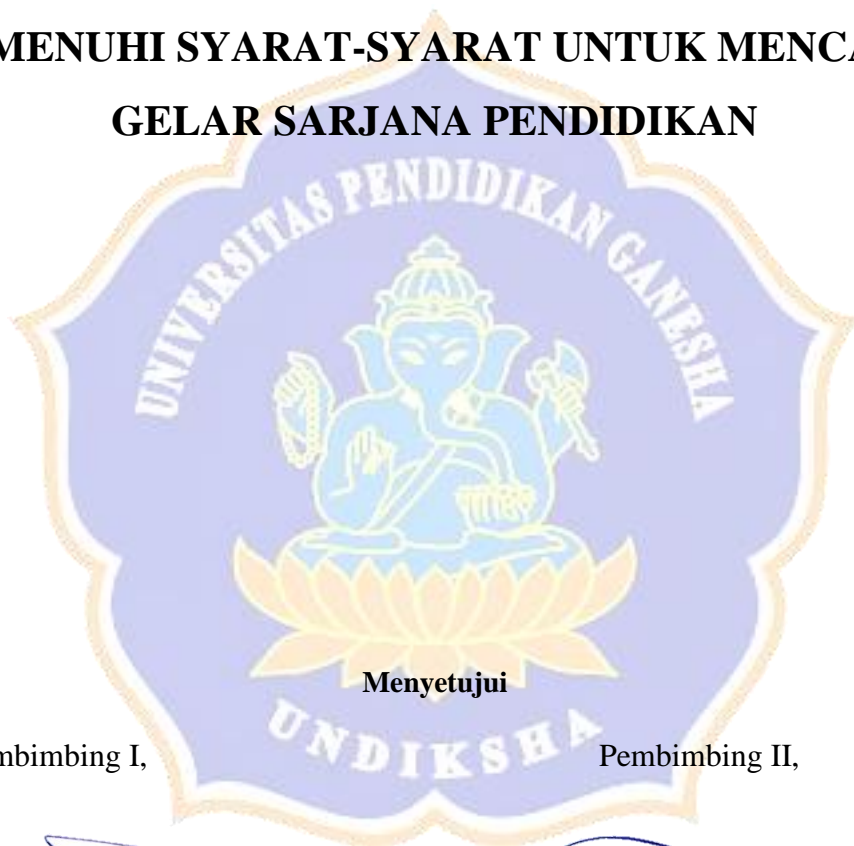 MENUHI SYARAT-SYARAT UNTUK MENCA
GELAR SARJANA PENDIDIKAN
UNIVERSITAS PENDIDIKAN GANESHA
Menyetujui
UNDIKSHA
mbimbing I, Pembimbing II,